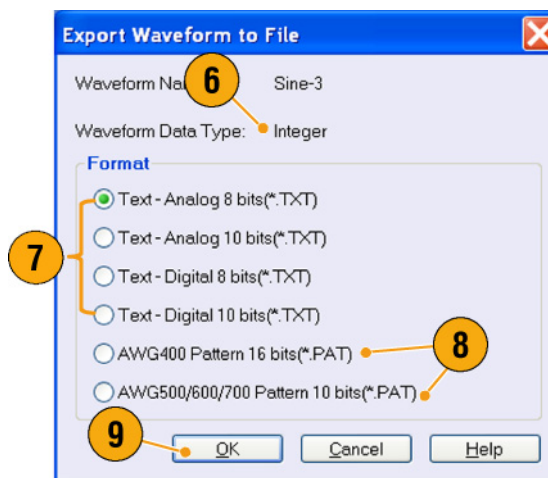 Export Waveform to File
Waveform 6 Sine-3
Waveform Data Type: Integer
Format
Text - Analog 8 bits(*.TXT)
Text - Analog 10 bits(*.TXT)
7
Text - Digital 8 bits(*.TXT)
Text - Digital 10 bits(*.TXT)
AWG400 Pattern 16 bits(*.PAT)
8
AWG500/600/700 Pattern 10 bits(*.PAT)
9
OK Cancel Help